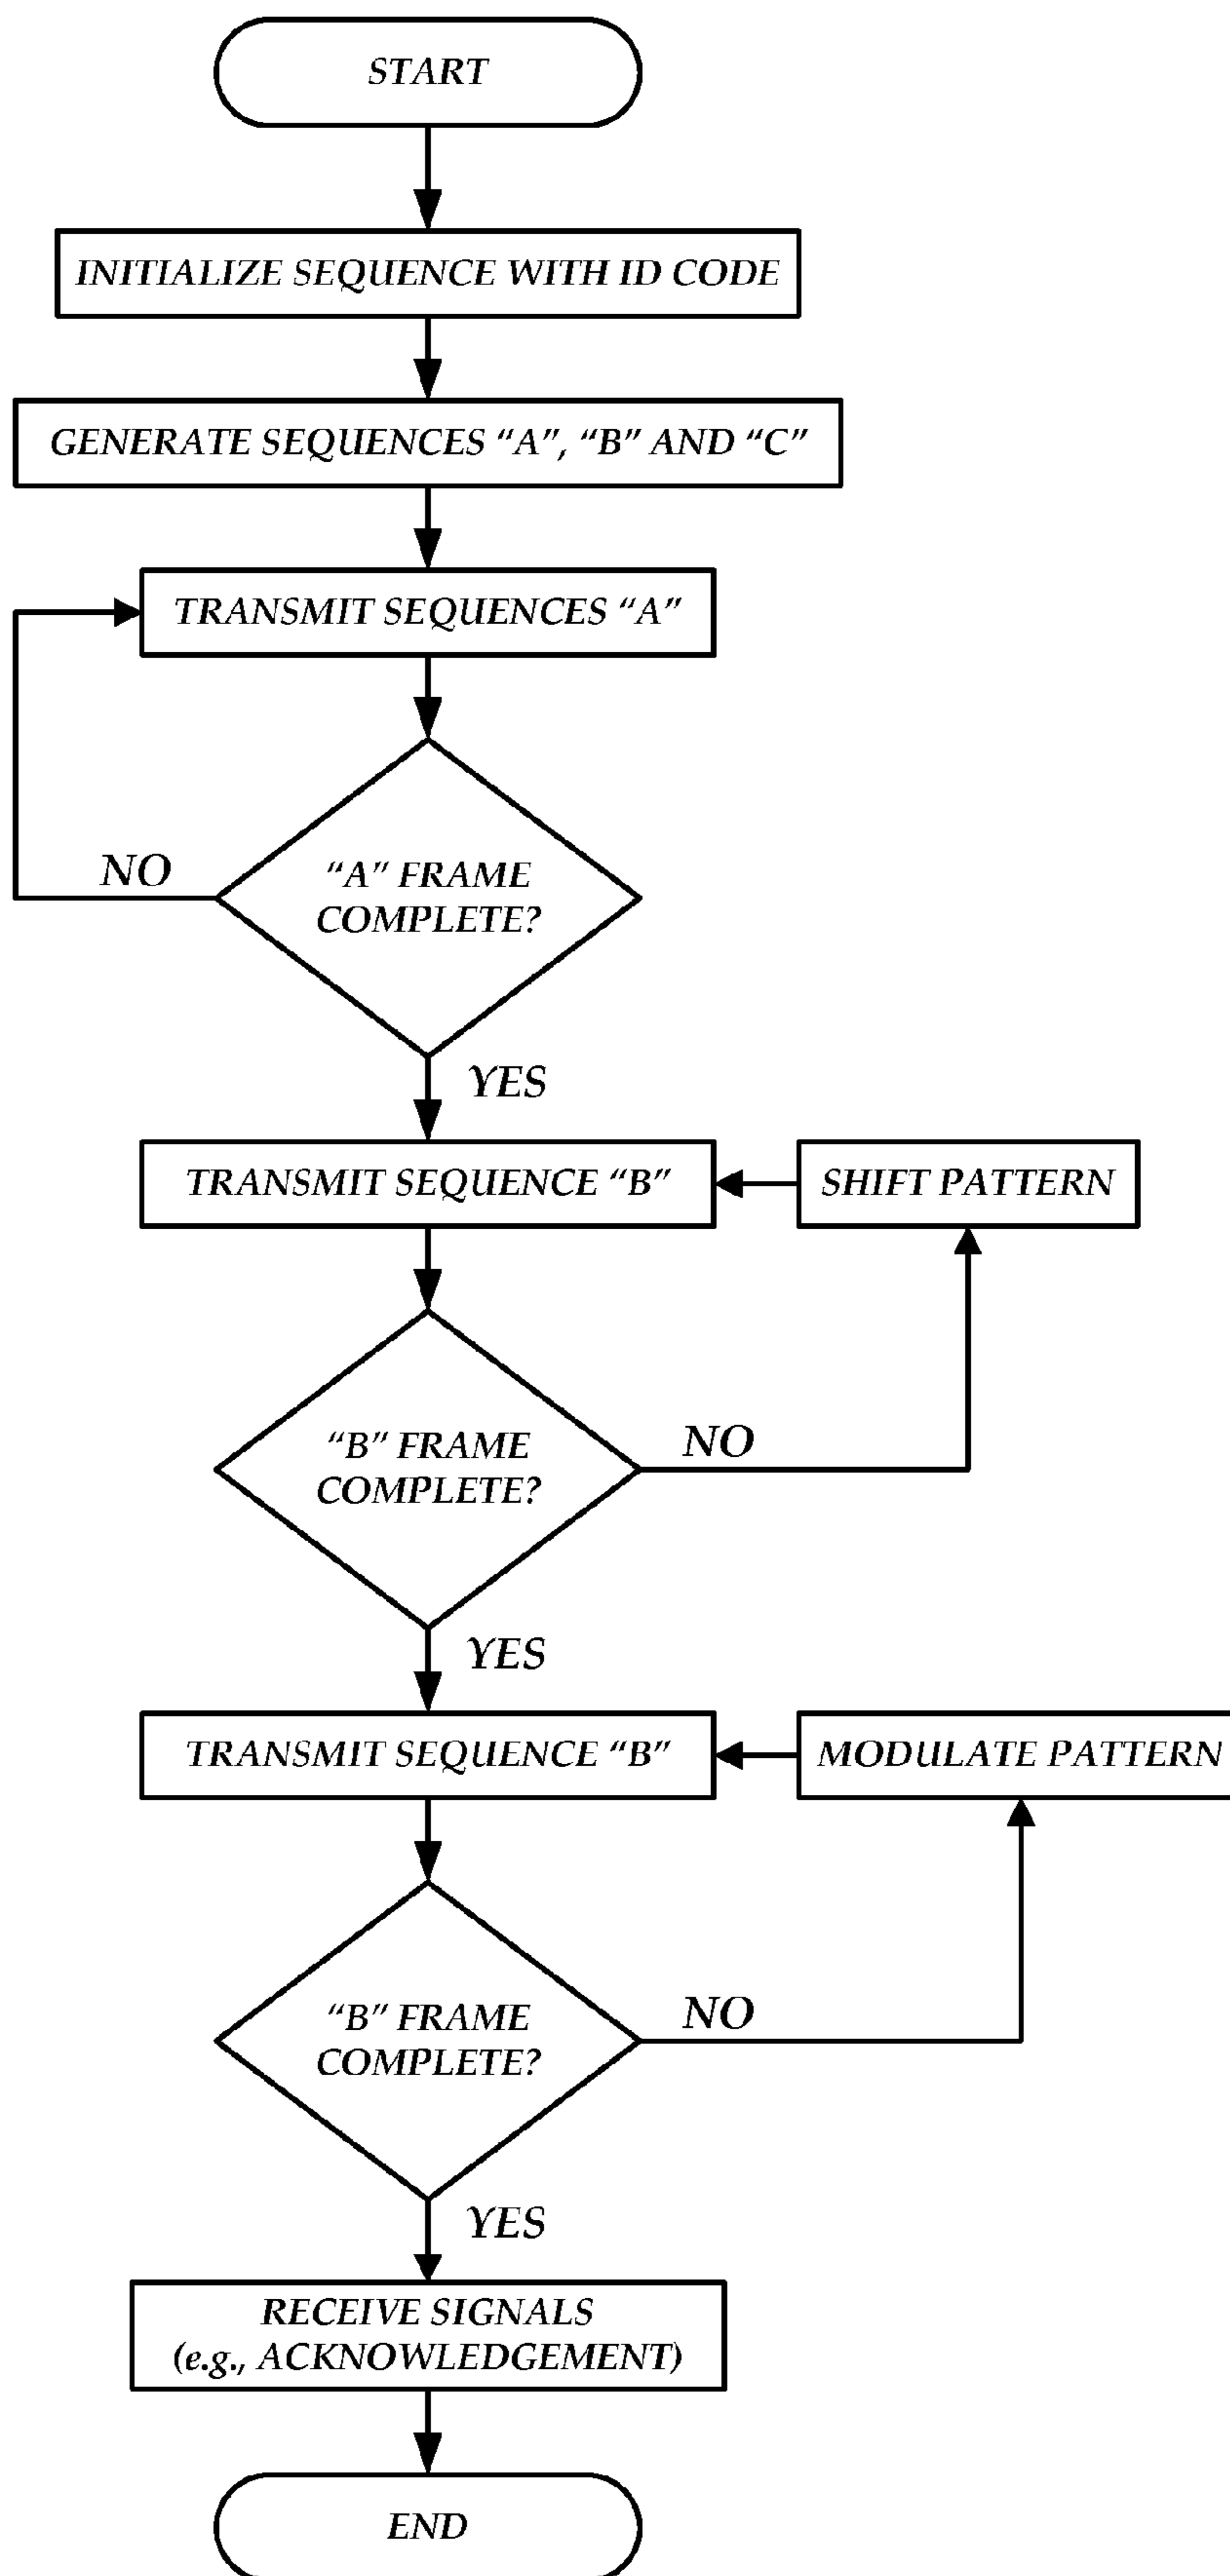 START
INITIALIZE SEQUENCE WITH ID CODE
GENERATE SEQUENCES “A”, “B” AND “C”
TRANSMIT SEQUENCES “A”
“A” FRAME
COMPLETE?
NO
YES
TRANSMIT SEQUENCE “B”
SHIFT PATTERN
“B” FRAME
COMPLETE?
NO
YES
TRANSMIT SEQUENCE “B”
MODULATE PATTERN
“B” FRAME
COMPLETE?
NO
YES
RECEIVE SIGNALS
(e.g., ACKNOWLEDGEMENT)
END